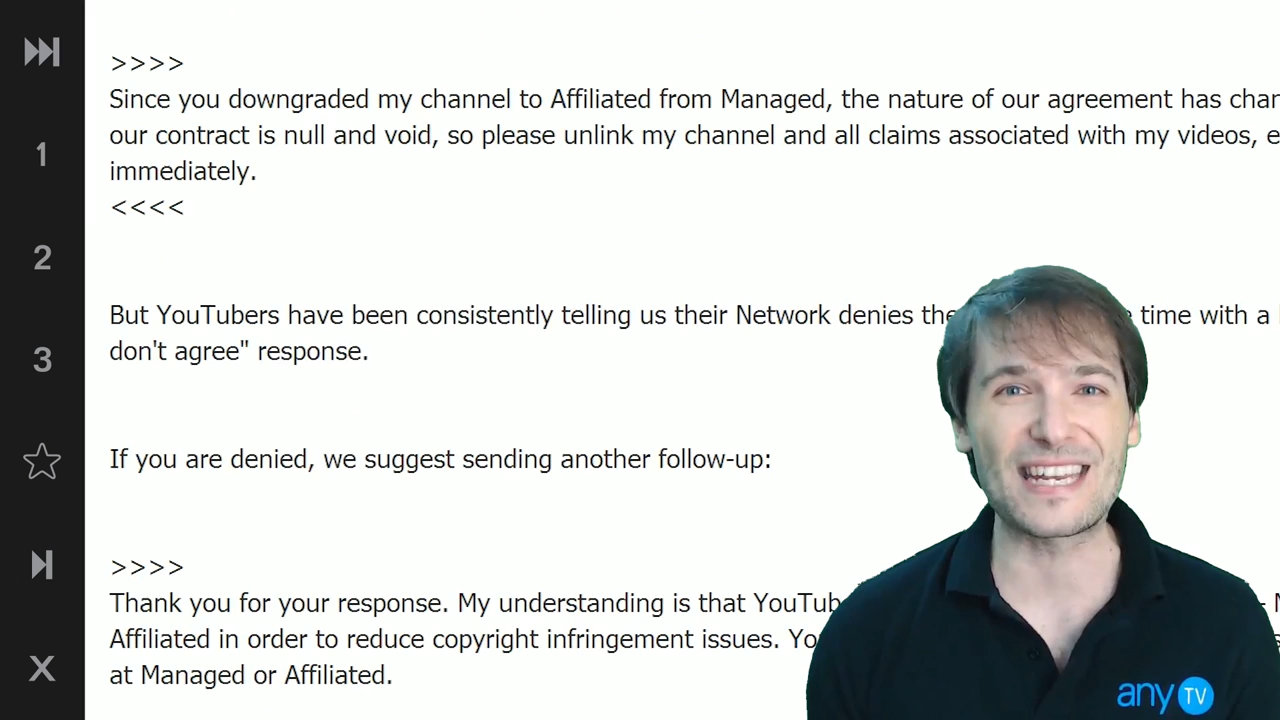 >>>>
Since you downgraded my channel to Affiliated from Managed, the nature of our agreement has
our contract is null and void, so please unlink my channel and all claims associated with my videos,
immediately.
<<<<
But YouTubers have been consistently telling us their Network denies time with a
don't agree" response.
If you are denied, we suggest sending another follow-up:
>>>>
Thank you for your response. My understanding is that
Affiliated in order to reduce copyright infringement issues.
at Managed or Affiliated.
1
2
3
X
any TV